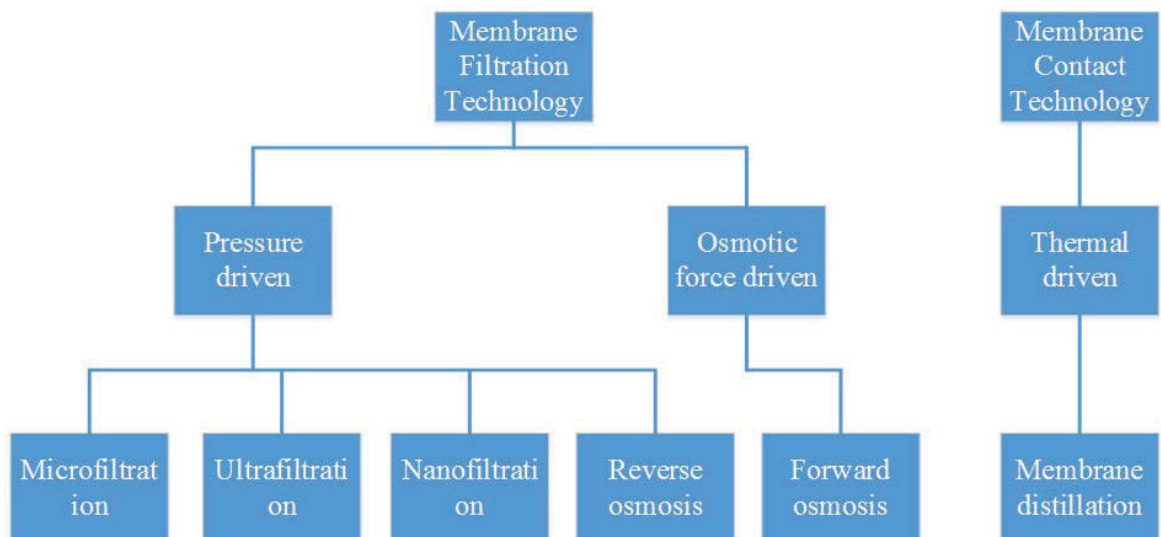 Membrane
Filtration
Technology
Membrane
Contact
Technology
Pressure
driven
Osmotic
force driven
Thermal
driven
Microfiltrat
ion
Ultrafiltrati
on
Nanofiltrati
on
Reverse
osmosis
Forward
osmosis
Membrane
distillation